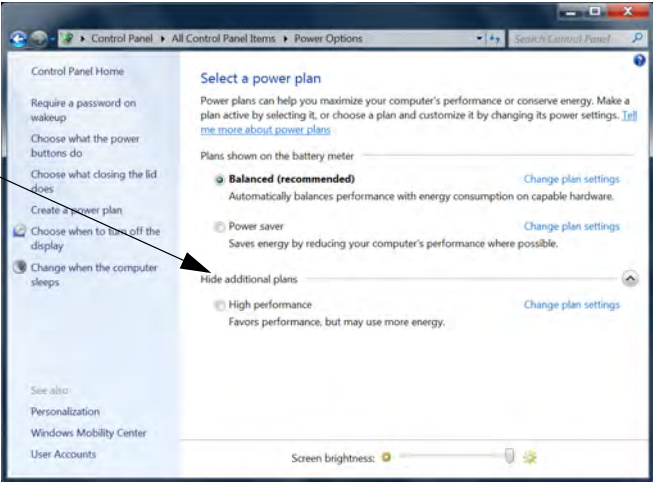 Control Panel ▸ All Control Panel Items ▸ Power Options
Search Control Panel
Control Panel Home
Require a password on
wakeup
Choose what the power
buttons do
Choose what closing the lid
does
Create a power plan
Choose when to turn off the
display
Change when the computer
sleeps
See also
Personalization
Windows Mobility Center
User Accounts
Select a power plan
Power plans can help you maximize your computer's performance or conserve energy. Make a
plan active by selecting it, or choose a plan and customize it by changing its power settings. Tell
me more about power plans
Plans shown on the battery meter
Balanced (recommended) Change plan settings
Automatically balances performance with energy consumption on capable hardware.
Power saver Change plan settings
Saves energy by reducing your computer's performance where possible.
Hide additional plans
High performance Change plan settings
Favors performance, but may use more energy.
Screen brightness: